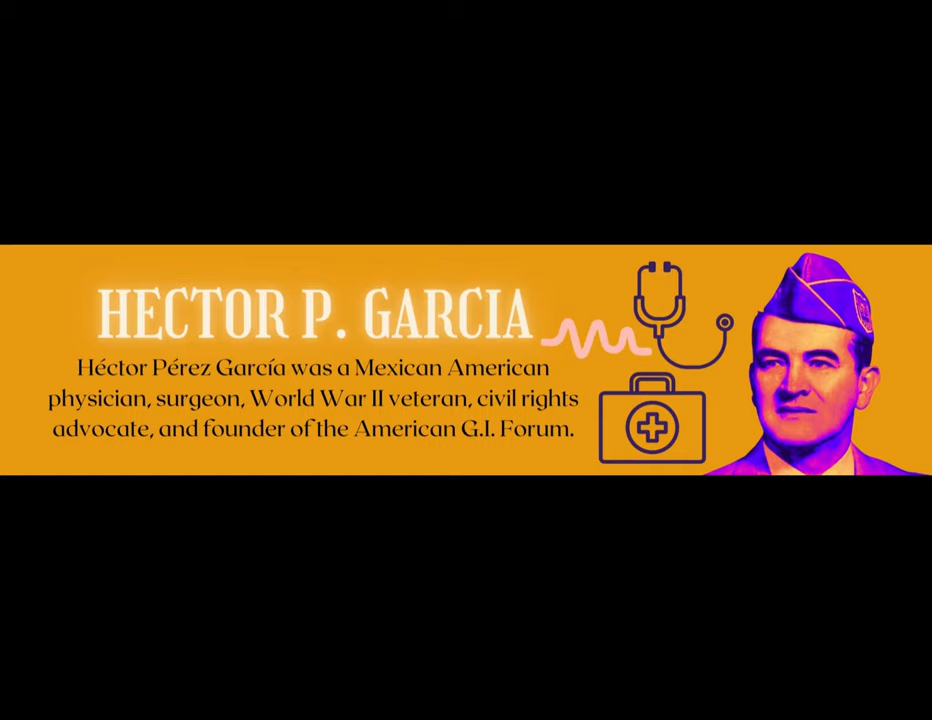 HECTOR P. GARCIA
Héctor Pérez García was a Mexican American
physician, surgeon, World War II veteran, civil rights
advocate, and founder of the American G.I. Forum.